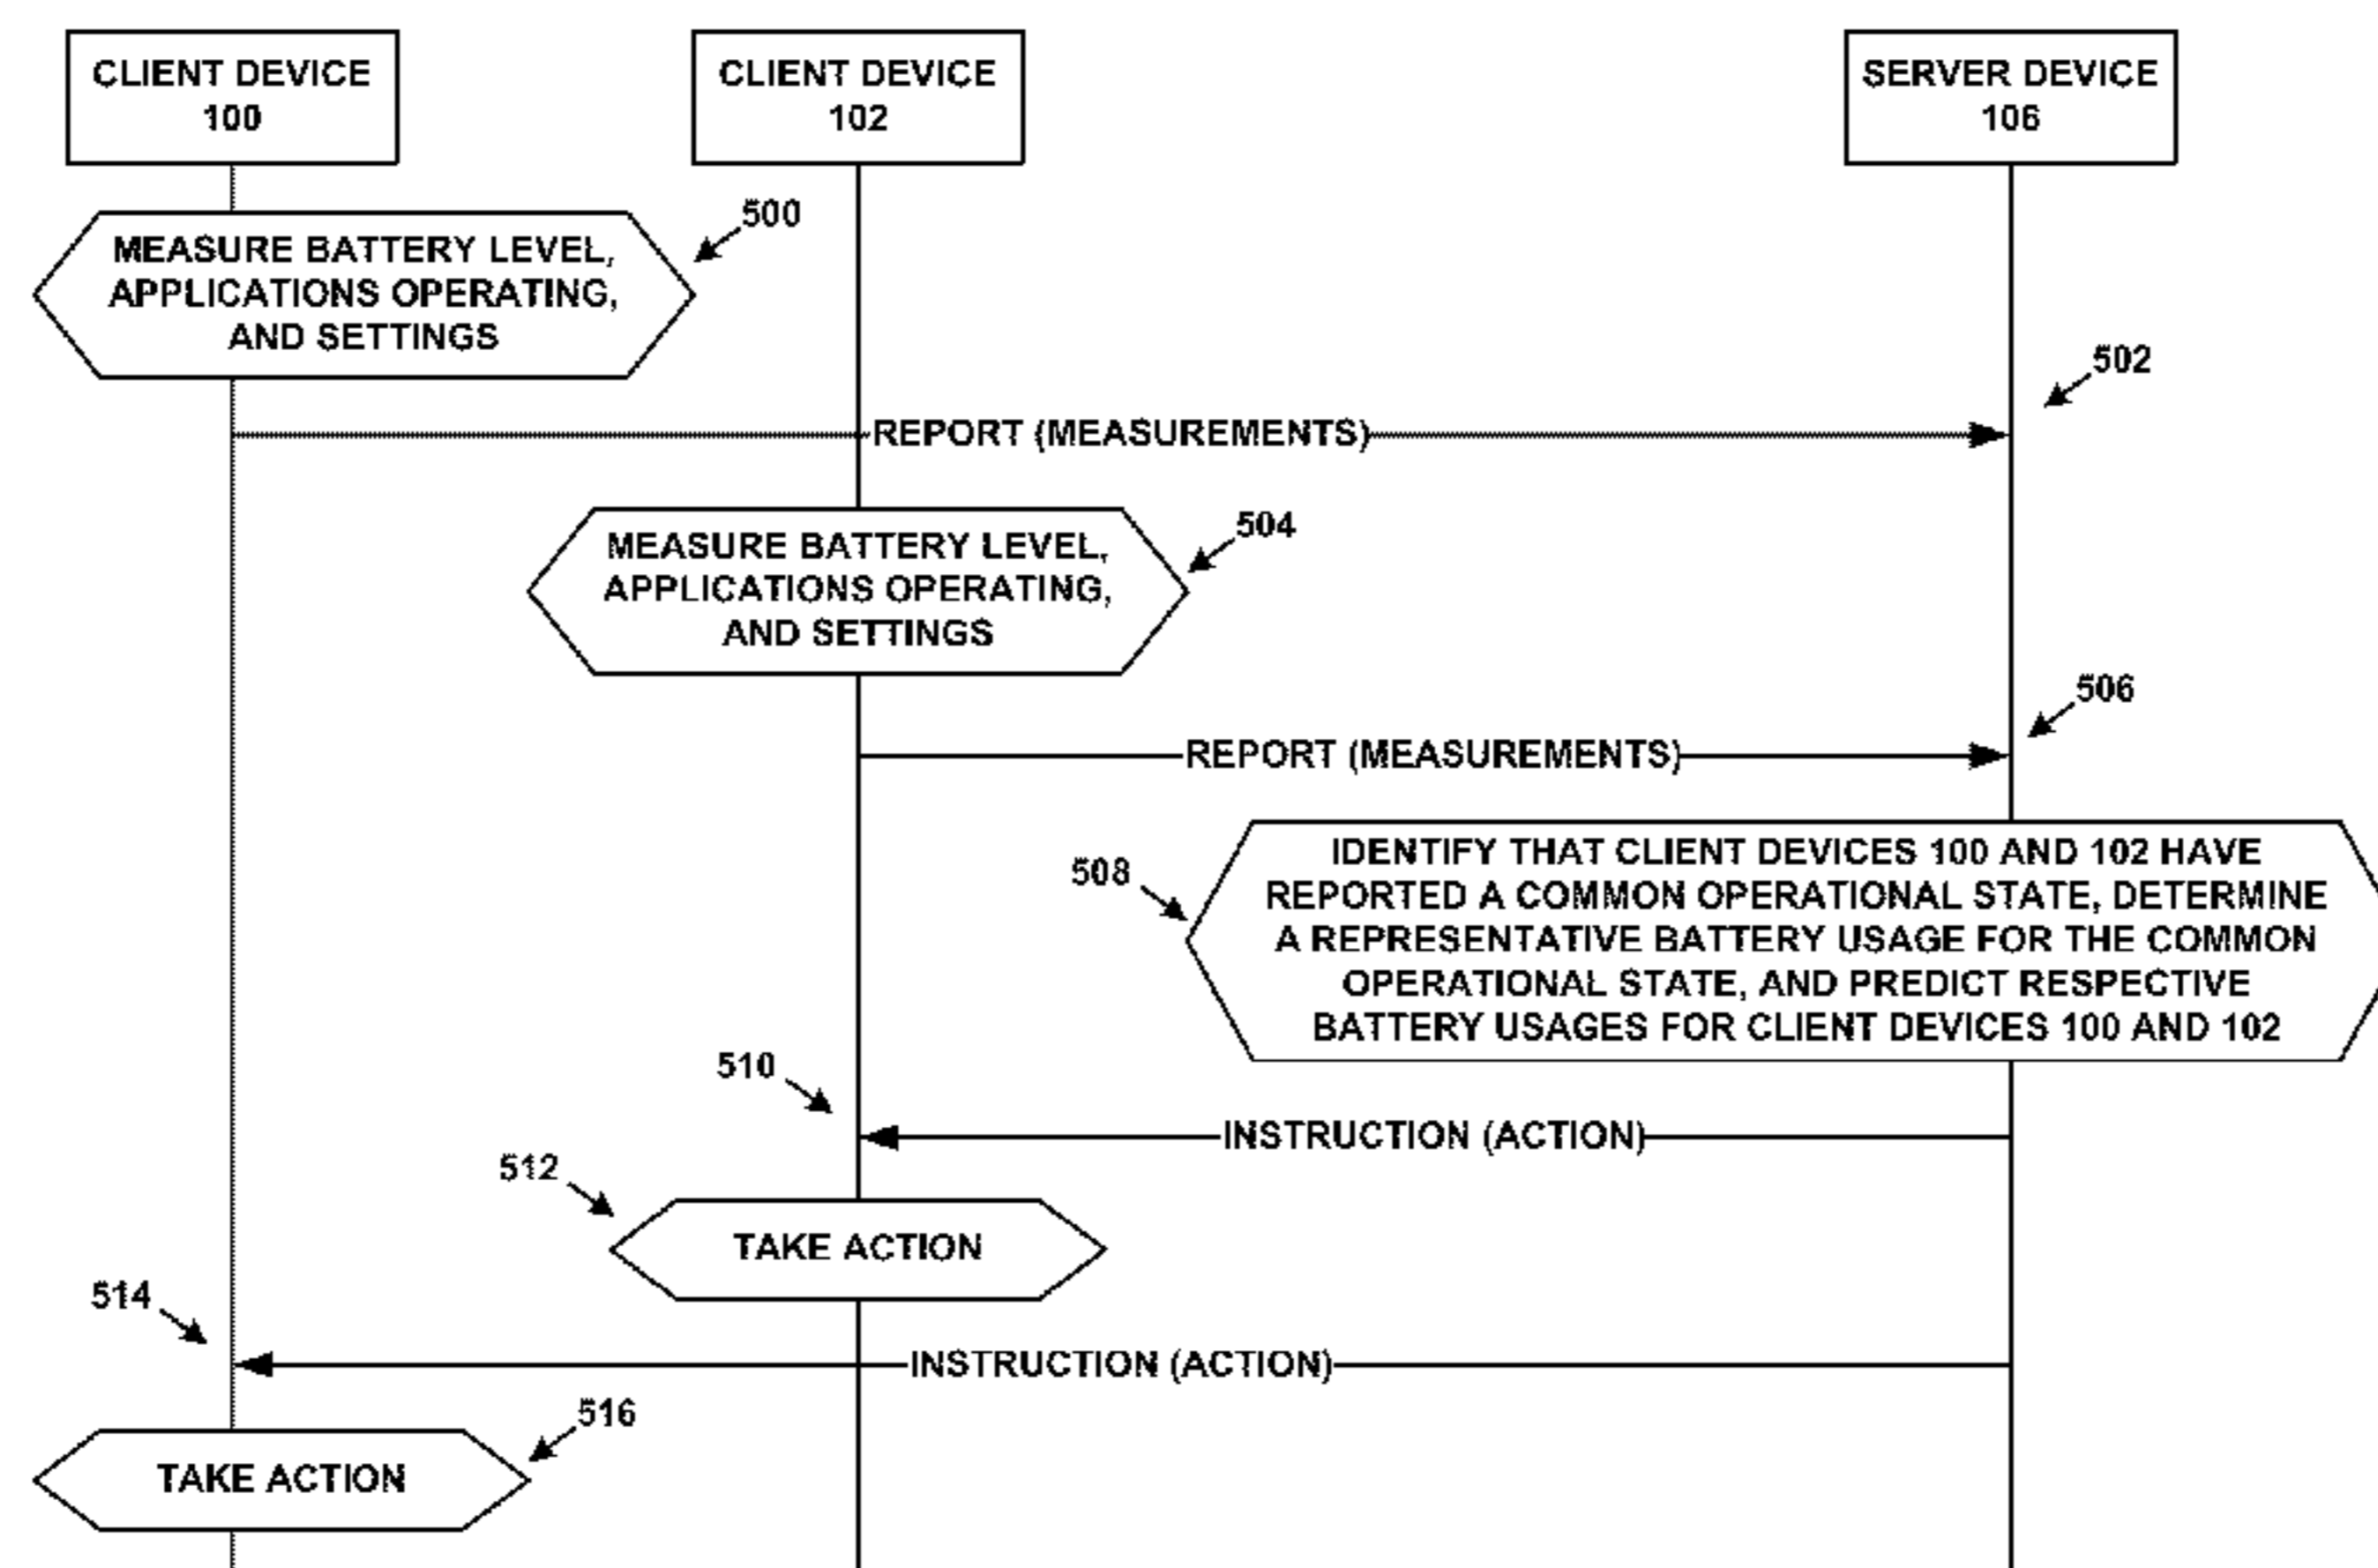 CLIENT DEVICE
100
CLIENT DEVICE
102
SERVER DEVICE
106
500
MEASURE BATTERY LEVEL,
APPLICATIONS OPERATING,
AND SETTINGS
502
REPORT (MEASUREMENTS)
504
MEASURE BATTERY LEVEL,
APPLICATIONS OPERATING,
AND SETTINGS
506
REPORT (MEASUREMENTS)
508
IDENTIFY THAT CLIENT DEVICES 100 AND 102 HAVE
REPORTED A COMMON OPERATIONAL STATE, DETERMINE
A REPRESENTATIVE BATTERY USAGE FOR THE COMMON
OPERATIONAL STATE, AND PREDICT RESPECTIVE
BATTERY USAGES FOR CLIENT DEVICES 100 AND 102
510
INSTRUCTION (ACTION)
512
TAKE ACTION
514
INSTRUCTION (ACTION)
516
TAKE ACTION